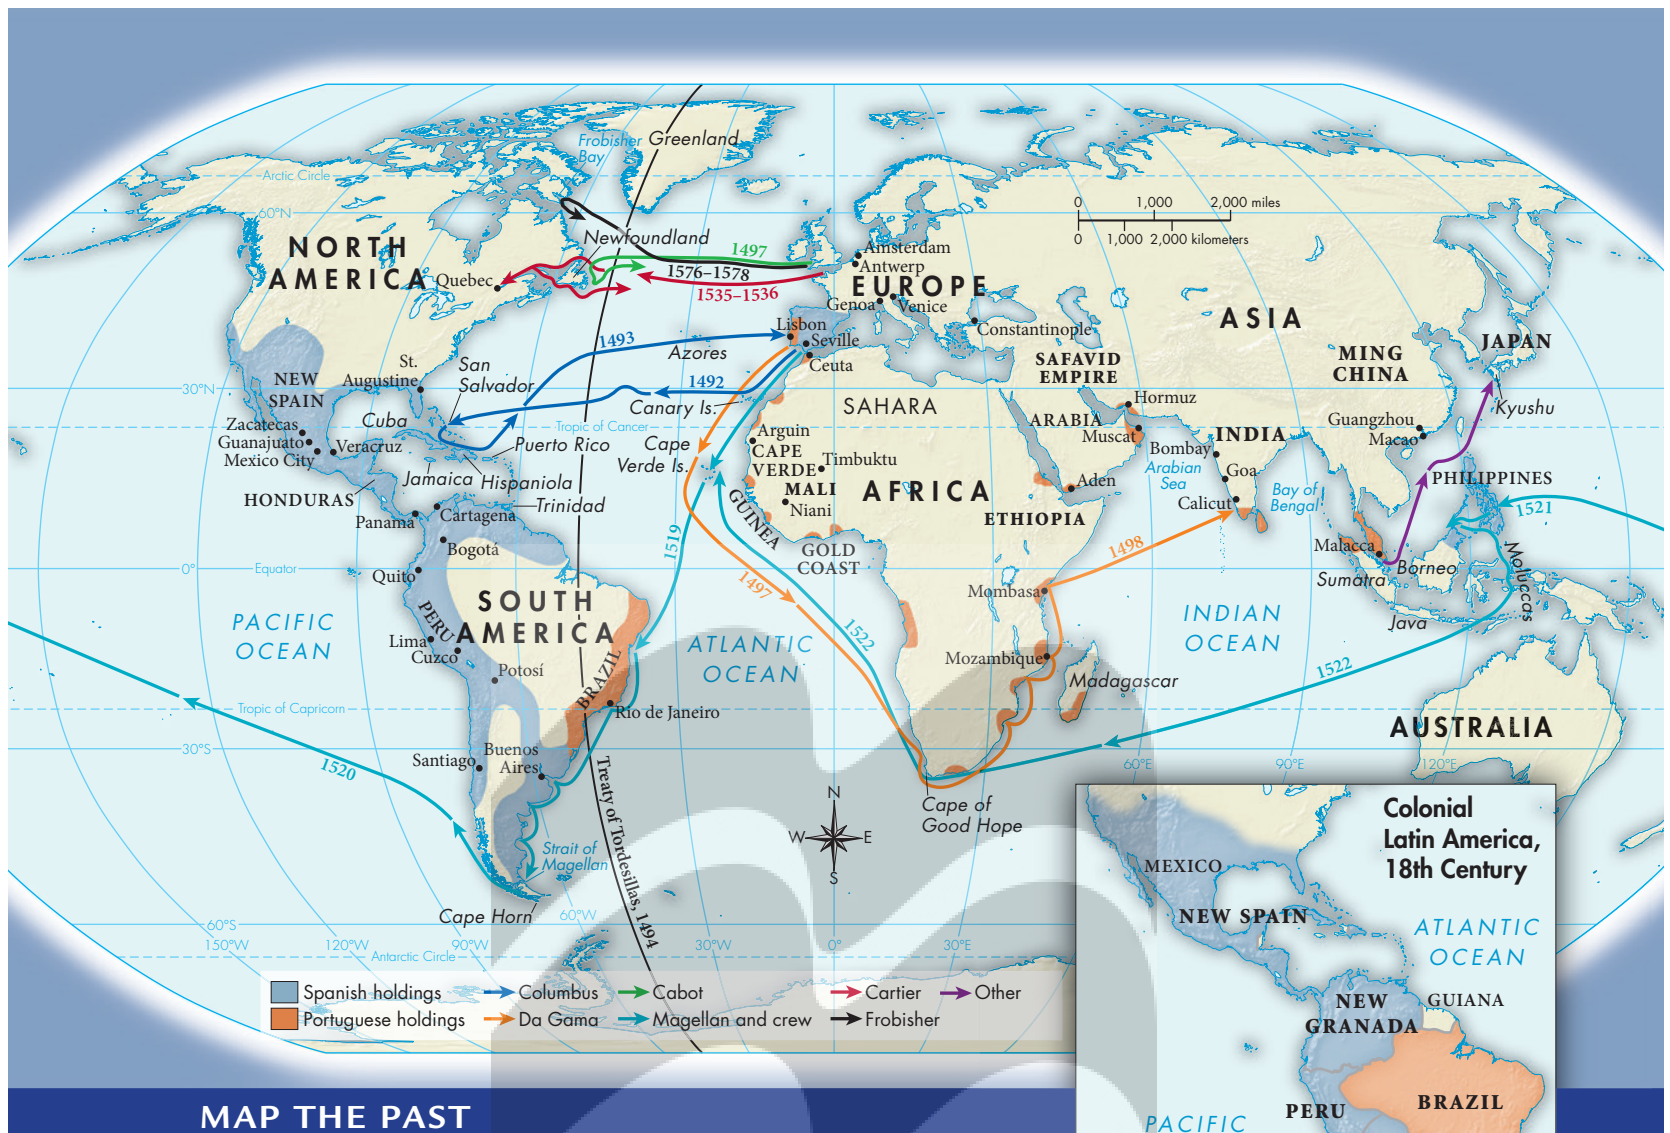 Greenland
Frobisher
Bay
Arctic Circle
60°N
0 1,000 2,000 miles
0 1,000 2,000 kilometers
NORTH
AMERICA
Newfoundland
1497
1576–1578
1535–1536
Quebec
Amsterdam
Antwerp
EUROPE
Genoa
Venice
Constantinople
ASIA
Lisbon
Seville
Ceuta
1493
Azores
1492
Canary Is.
SAFAVID
EMPIRE
MING
CHINA
JAPAN
Kyushu
St.
Augustine
San
Salvador
NEW
SPAIN
30°N
Zacatecas
Guanajuato
Mexico City
Veracruz
Cuba
Tropic of Cancer
Puerto Rico
Jamaica
Hispaniola
Trinidad
HONDURAS
Panama
Cartagena
Bogotá
Quito
Cape
Verde Is.
SAHARA
Arguin
CAPE
VERDE
Timbuktu
MALI
Niani
GUINEA
GOLD
COAST
AFRICA
ETHIOPIA
ARABIA
Hormuz
Muscat
Aden
Arabian
Sea
INDIA
Bombay
Goa
Calicut
Bay of
Bengal
Guangzhou
Macao
PHILIPPINES
1521
Malacca
Sumatra
Borneo
Moluccas
Java
1519
1497
1522
1498
Mombasa
Mozambique
Madagascar
0°
Equator
SOUTH
AMERICA
PERU
Lima
Cuzco
Potosí
BRAZIL
Rio de Janeiro
PACIFIC
OCEAN
ATLANTIC
OCEAN
INDIAN
OCEAN
1522
AUSTRALIA
Tropic of Capricorn
30°S
1520
Santiago
Buenos
Aires
Treaty of Tordesillas, 1494
Cape of
Good Hope
60°E
90°E
120°E
Strait of
Magellan
Cape Horn
N
W
E
S
60°S
60°W
150°W
120°W
90°W
30°W
0°
30°E
Antarctic Circle
Spanish holdings
Columbus
Cabot
Cartier
Other
Portuguese holdings
Da Gama
Magellan and crew
Frobisher
Colonial
Latin America,
18th Century
MEXICO
NEW SPAIN
ATLANTIC
OCEAN
NEW
GRANADA
GUIANA
PERU
BRAZIL
PACIFIC
MAP THE PAST